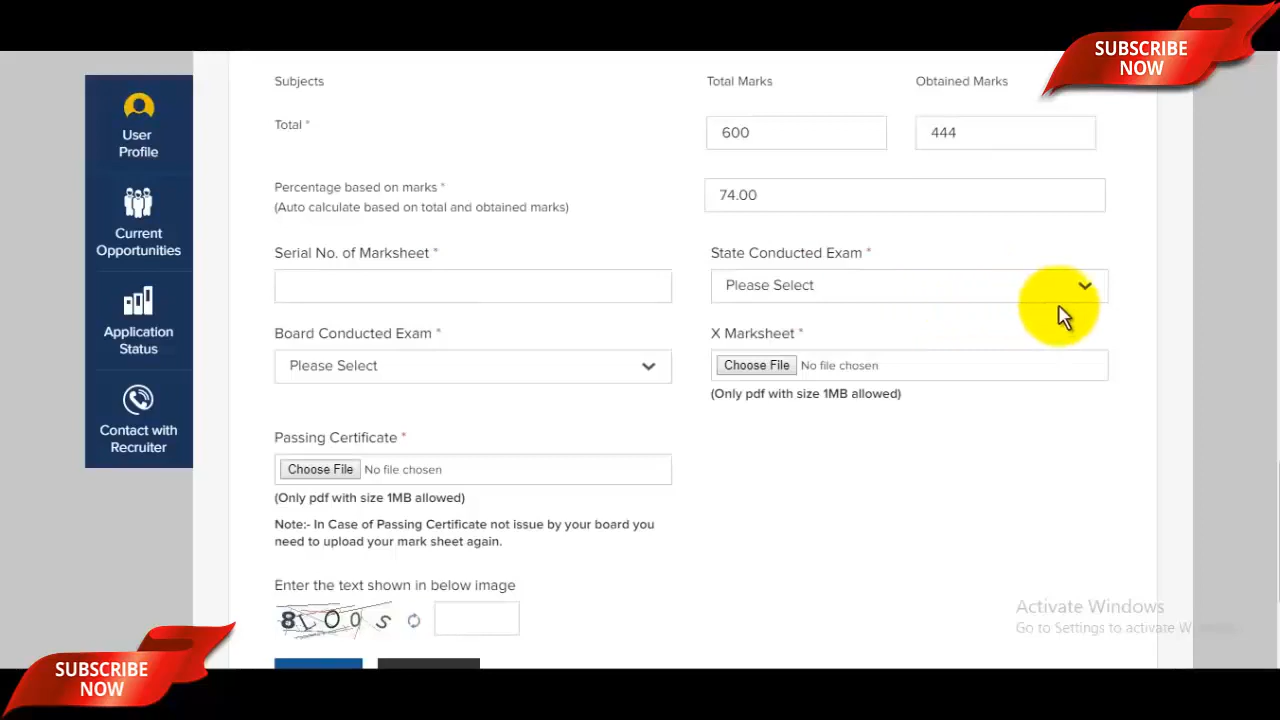 SUBSCRIBE
NOW
User
Profile
Current
Opportunities
Application
Status
Contact with
Recruiter
Subjects
Total Marks
Obtained Marks
Total *
600
444
Percentage based on marks *
(Auto calculate based on total and obtained marks)
74.00
Serial No. of Marksheet *
State Conducted Exam *
Please Select
Board Conducted Exam *
Please Select
X Marksheet *
Choose File No file chosen
(Only pdf with size 1MB allowed)
Passing Certificate *
Choose File No file chosen
(Only pdf with size 1MB allowed)
Note:- In Case of Passing Certificate not issue by your board you
need to upload your mark sheet again.
Enter the text shown in below image
Activate Windows
Go to Settings to activate W
SUBSCRIBE
NOW